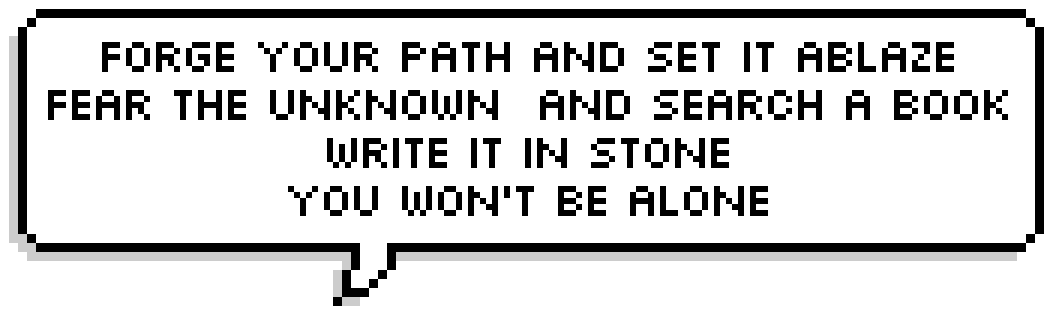 FORGE YOUR PATH AND SET IT ABLAZE
FEAR THE UNKNOWN  AND SEARCH A BOOK
WRITE IT IN STONE
YOU WON'T BE ALONE